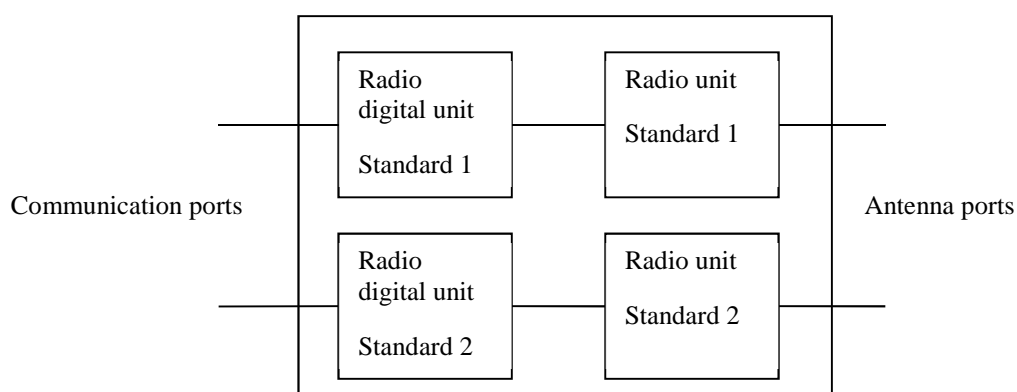 Radio
digital unit
Standard 1
Radio unit
Standard 1
Communication ports
Antenna ports
Radio
digital unit
Standard 2
Radio unit
Standard 2